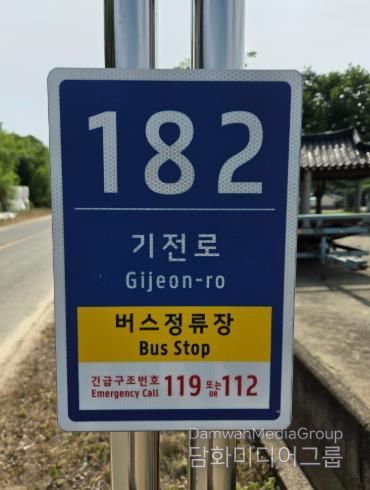 182
기전로
Gijeon-ro
버스정류장
Bus Stop
긴급구조번호 119 또는 112
Emergency Call OR
DamwahMediaGroup
담화미디어그룹